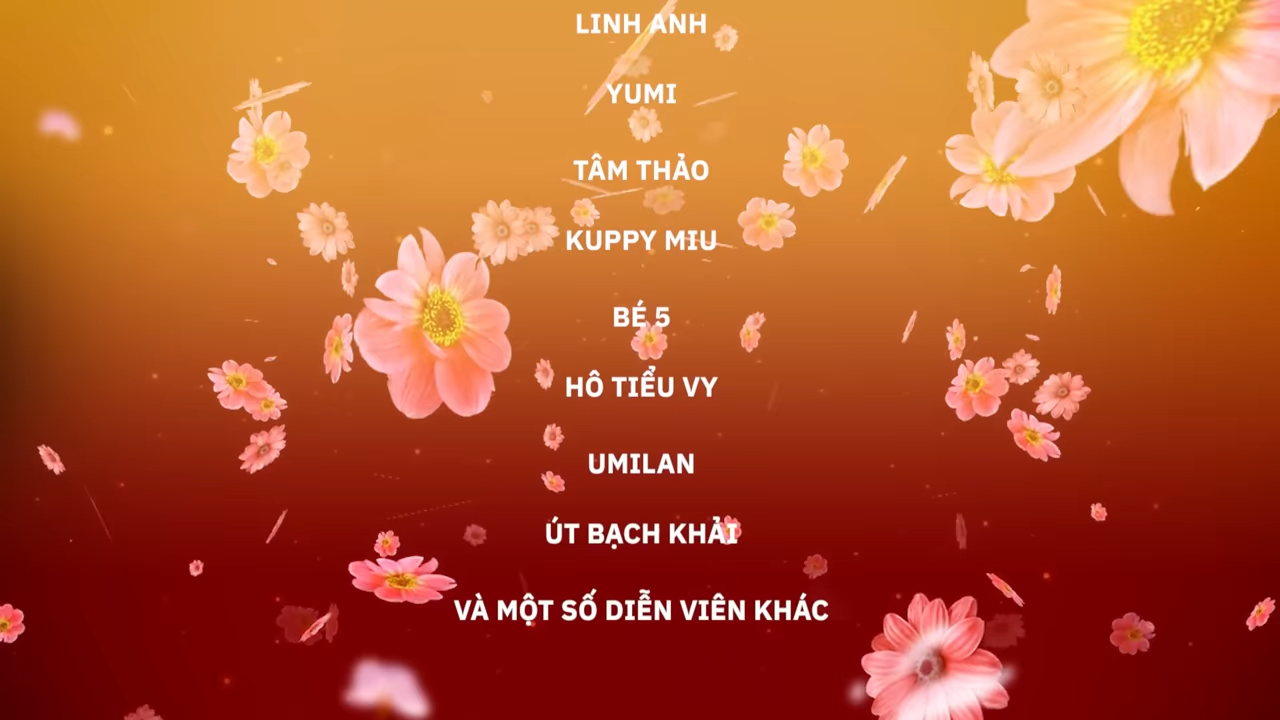 LINH ANH
YUMI
TÂM THẢO
KUPPY MIU
BÉ 5
HÔ TIỂU VY
UMILAN
ÚT BẠCH KHẢI
VÀ MỘT SỐ DIỄN VIÊN KHÁC